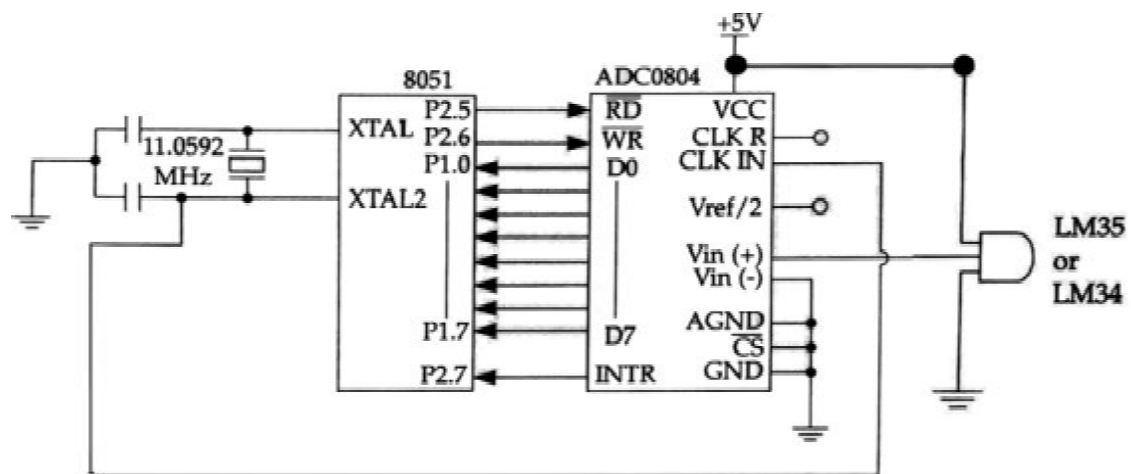 +5V
8051
ADC0804
XTAL
11.0592
MHz
XTAL2
P2.5
P2.6
P1.0
P1.7
P2.7
RD
WR
D0
D7
INTR
VCC
CLK R
CLK IN
Vref/2
Vin (+)
Vin (-)
AGND
CS
GND
LM35
or
LM34